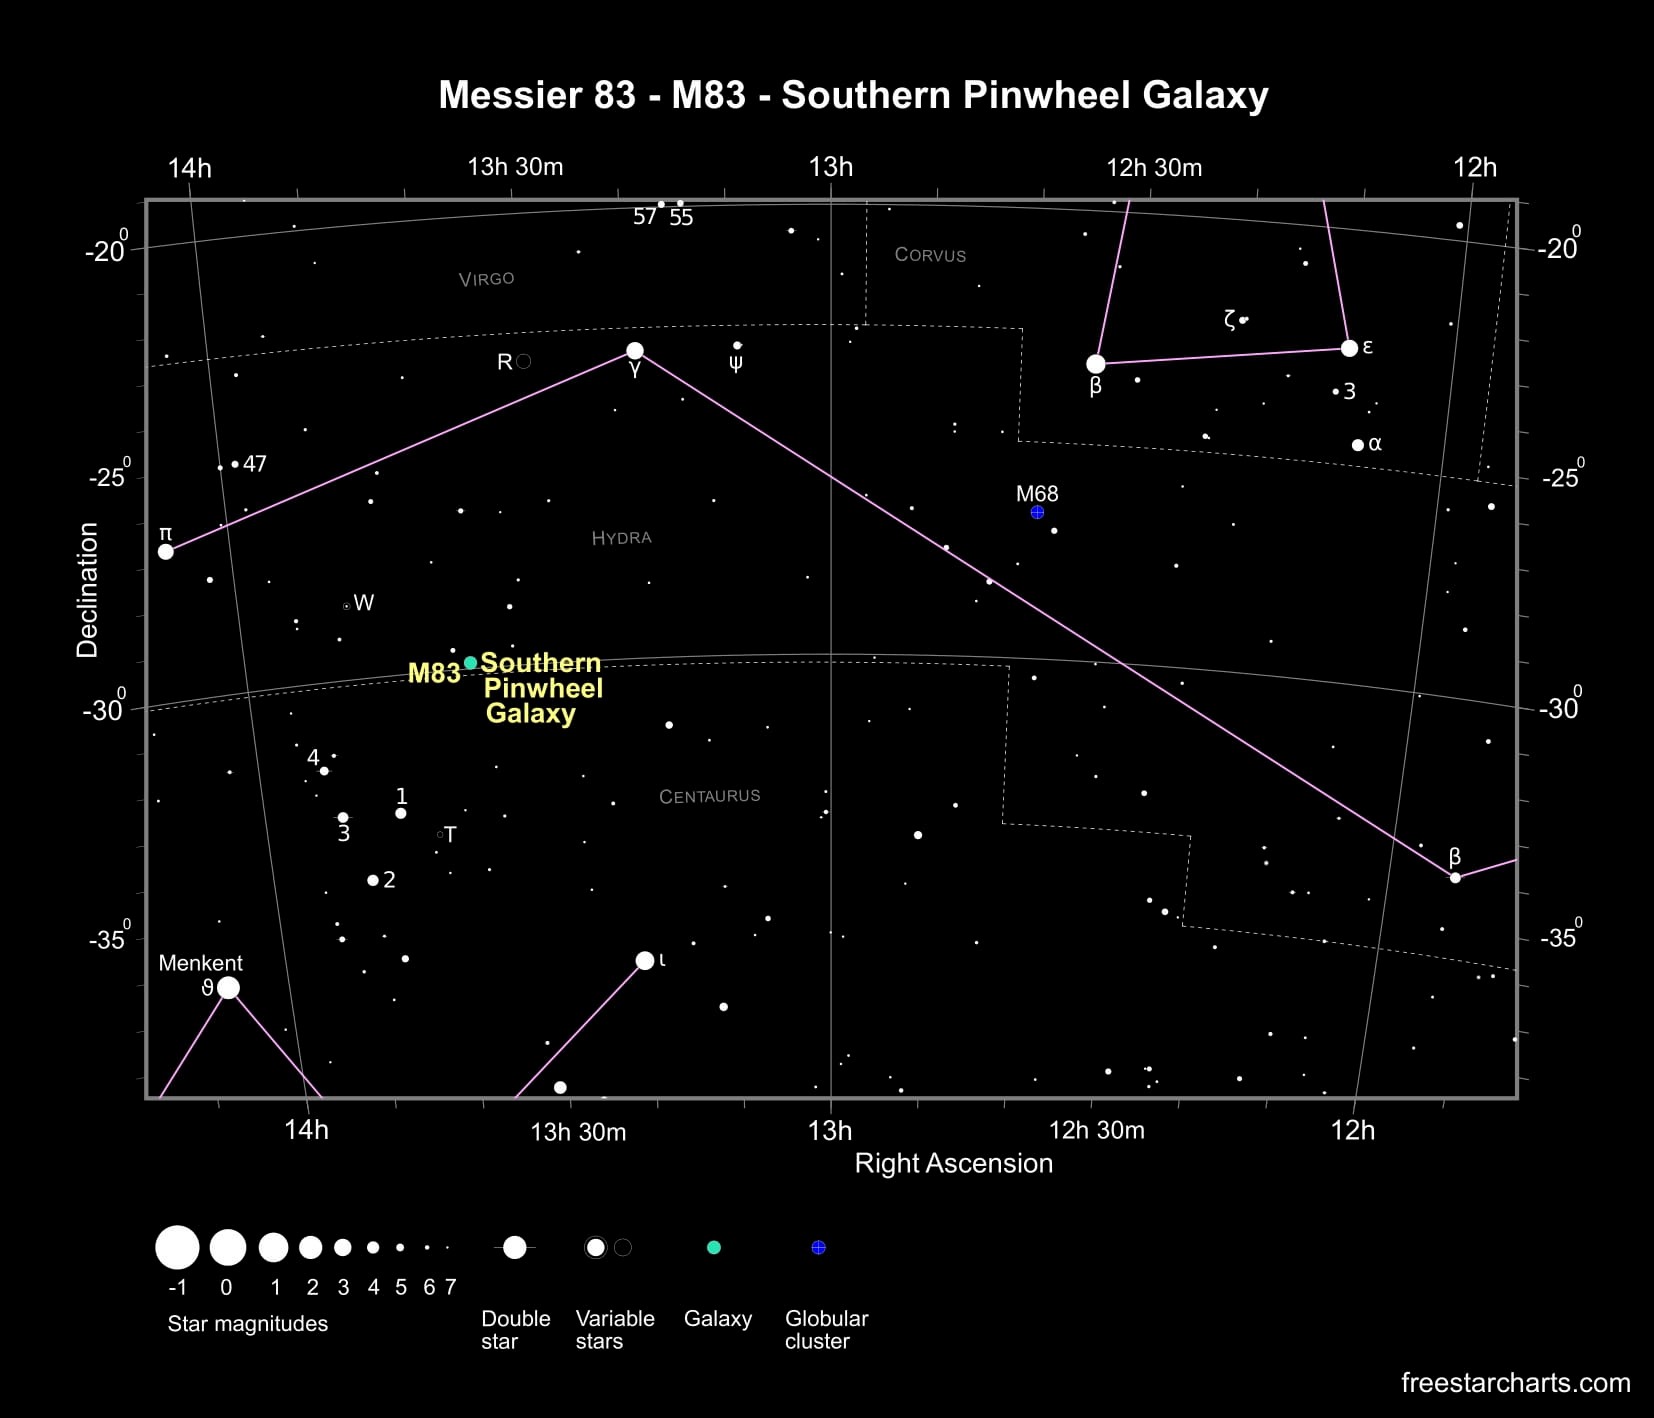 Messier 83 - M83 - Southern Pinwheel Galaxy
14h 13h 30m 13h 12h 30m 12h
57 55
-20⁰ -20⁰
CORVUS
VIRGO
ζ
R γ ψ ε
β 3
α
47
-25⁰ -25⁰
M68
π
HYDRA
Declination
W
M83 Southern
Pinwheel
Galaxy
-30⁰ -30⁰
4
1
CENTAURUS
3 T
β
2
-35⁰ -35⁰
Menkent
ϑ ι
14h 13h 30m 13h 12h 30m 12h
Right Ascension
-1 0 1 2 3 4 5 6 7
Star magnitudes
Double
star
Variable
stars
Galaxy
Globular
cluster
freestarcharts.com